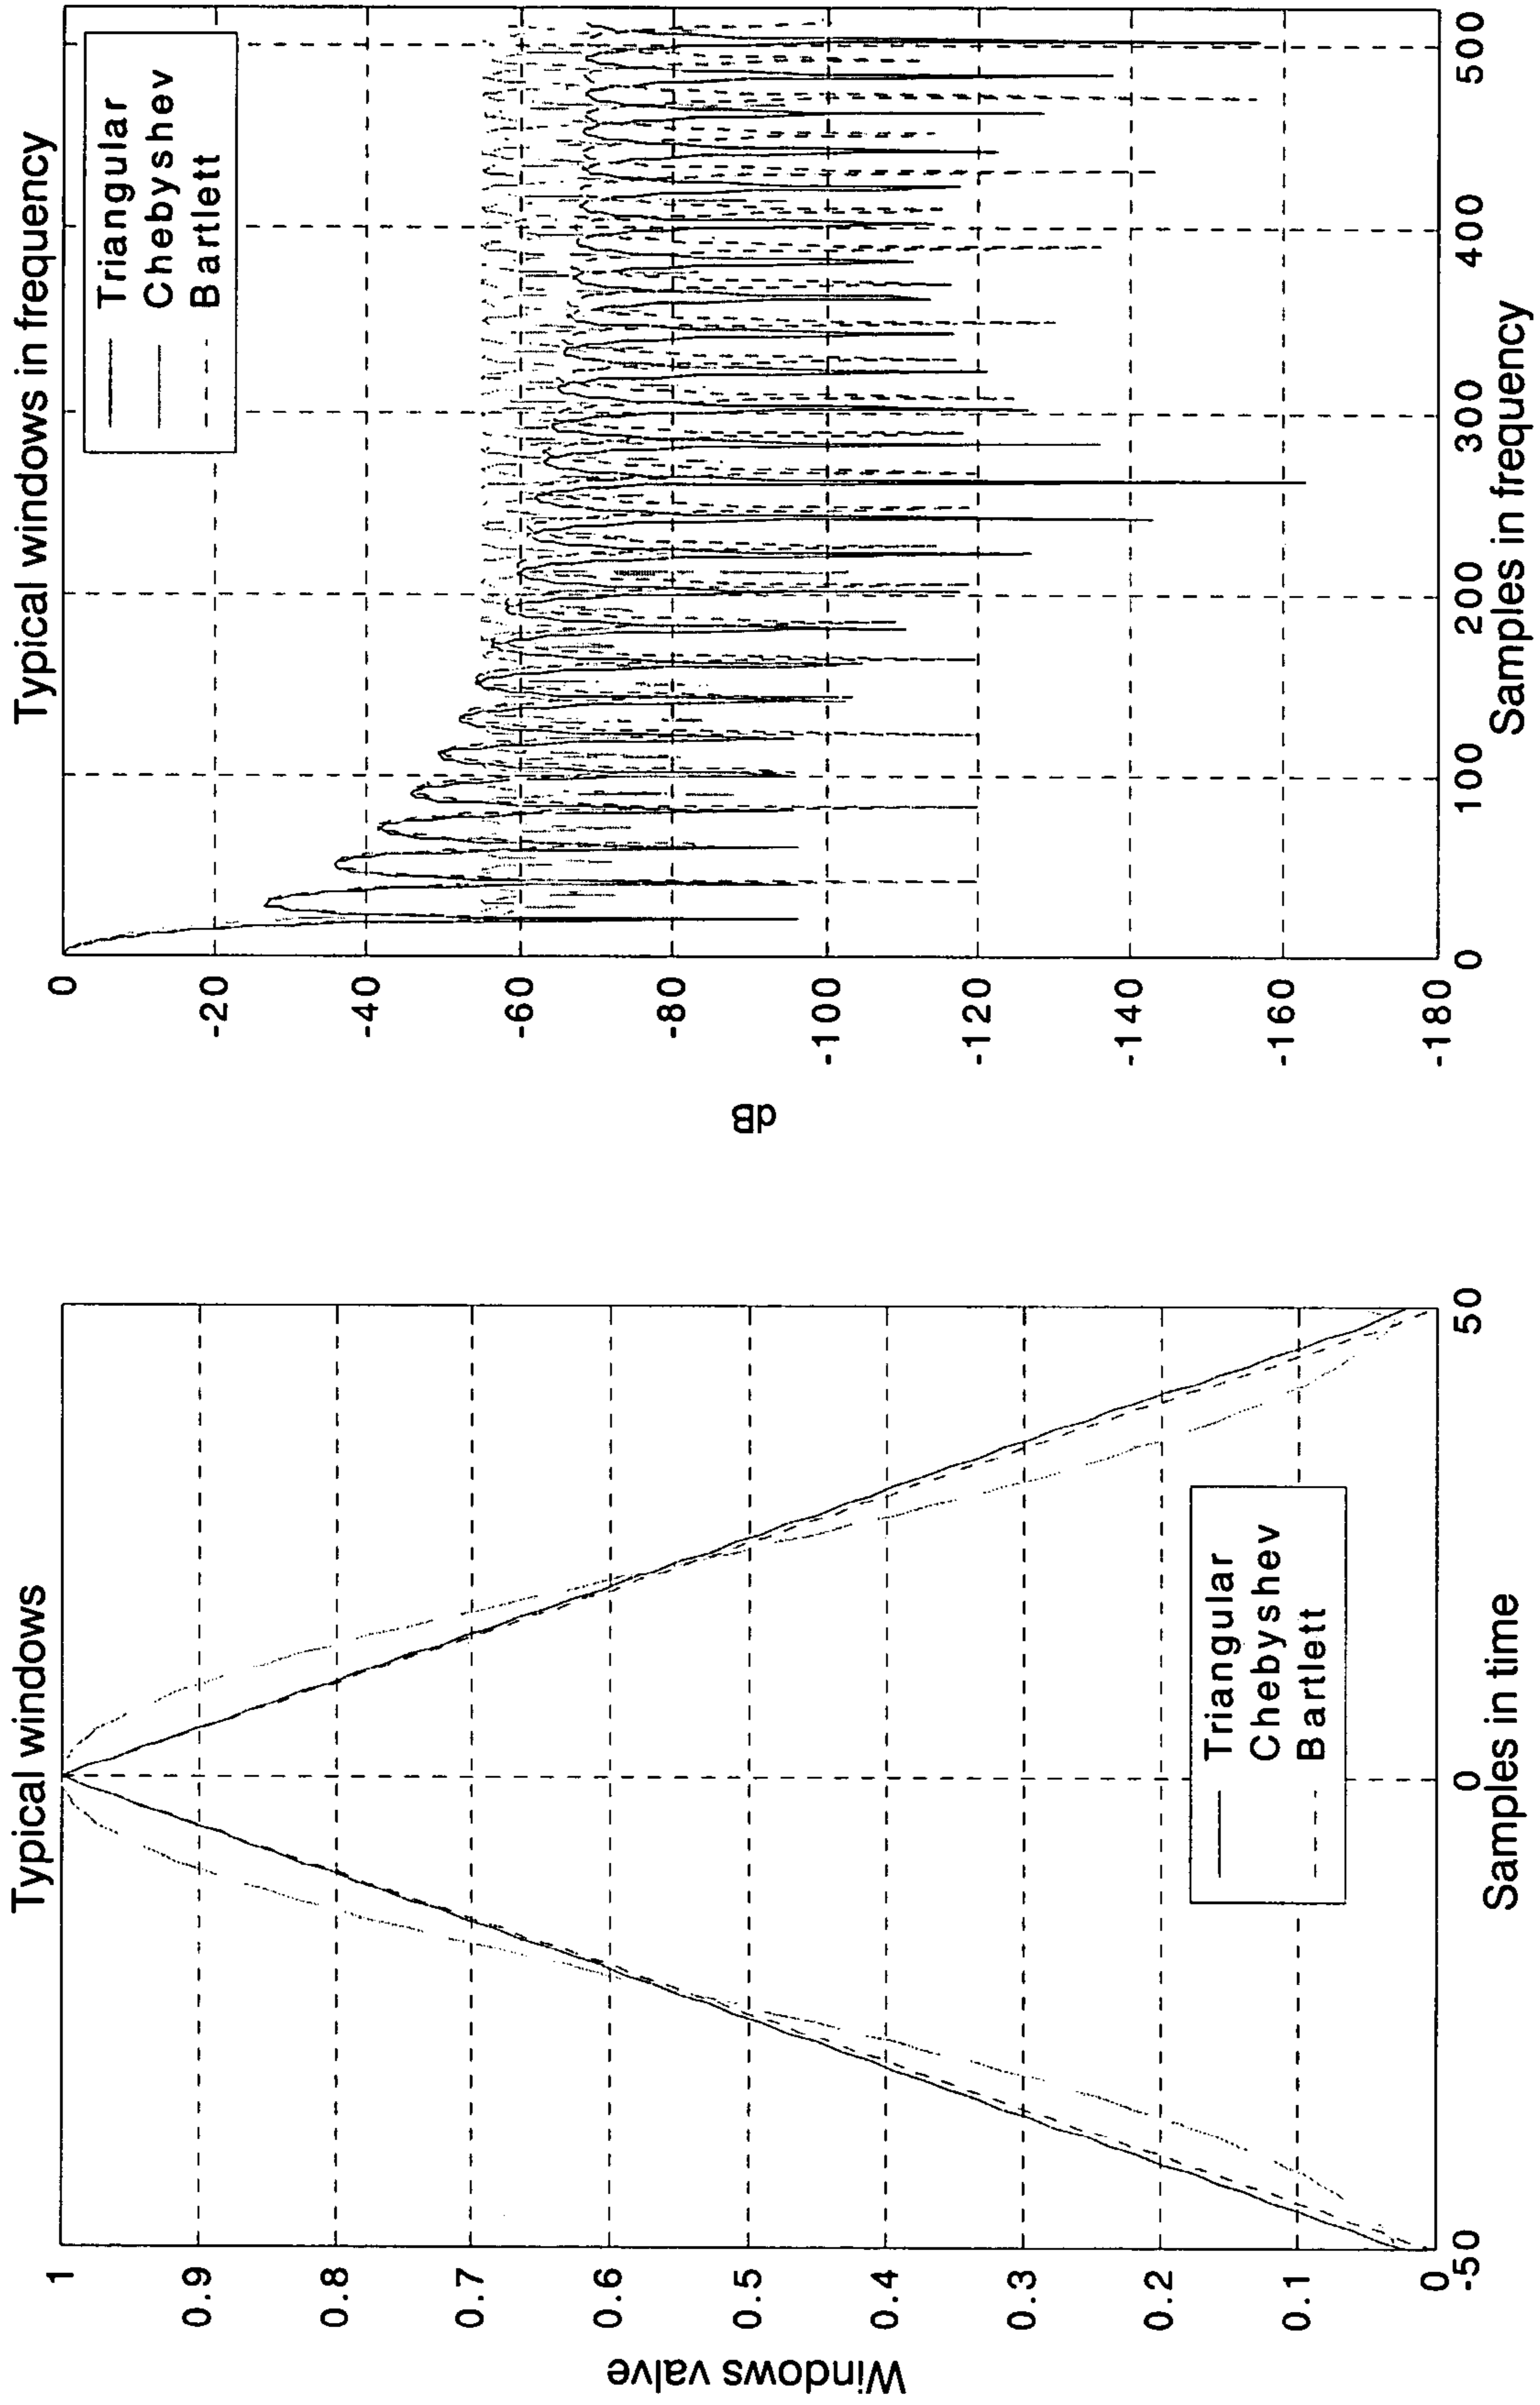 Typical windows
Windows valve
1
0.9
0.8
0.7
0.6
0.5
0.4
0.3
0.2
0.1
0
-50
0
50
Samples in time
Triangular
Chebyshev
Bartlett
Typical windows in frequency
dB
0
-20
-40
-60
-80
-100
-120
-140
-160
-180
0
100
200
300
400
500
Samples in frequency
Triangular
Chebyshev
Bartlett